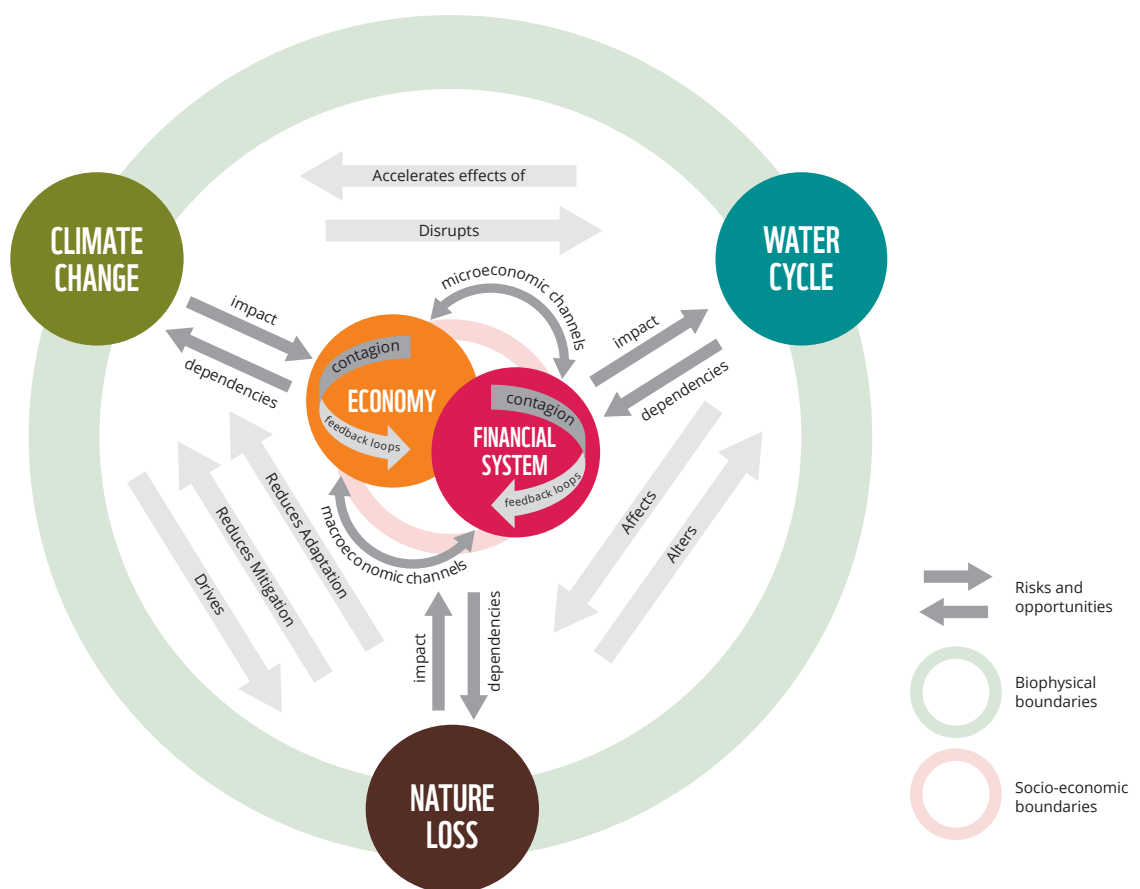 Accelerates effects of
Disrupts
CLIMATE
CHANGE
WATER
CYCLE
microeconomic channels
impact
dependencies
impact
dependencies
contagion
ECONOMY
feedback loops
contagion
FINANCIAL
SYSTEM
feedback loops
macroeconomic channels
Drives
Reduces Mitigation
Reduces Adaptation
Affects
Alters
impact
dependencies
NATURE
LOSS
Risks and
opportunities
Biophysical
boundaries
Socio-economic
boundaries